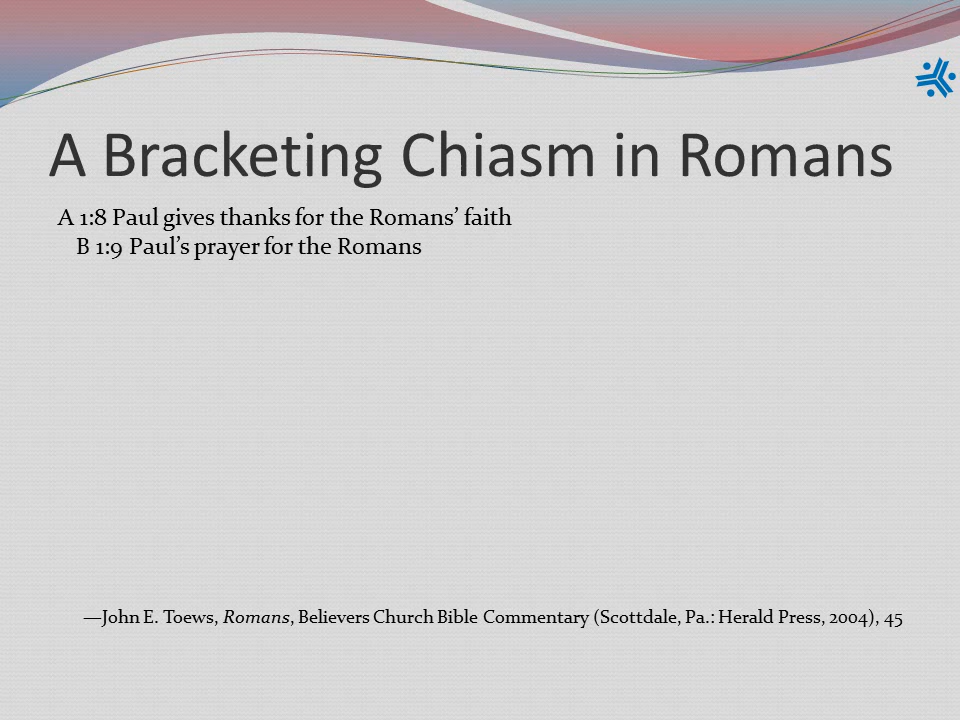 A Bracketing Chiasm in Romans
A 1:8 Paul gives thanks for the Romans’ faith
B 1:9 Paul’s prayer for the Romans
—John E. Toews, Romans, Believers Church Bible Commentary (Scottdale, Pa.: Herald Press, 2004), 45